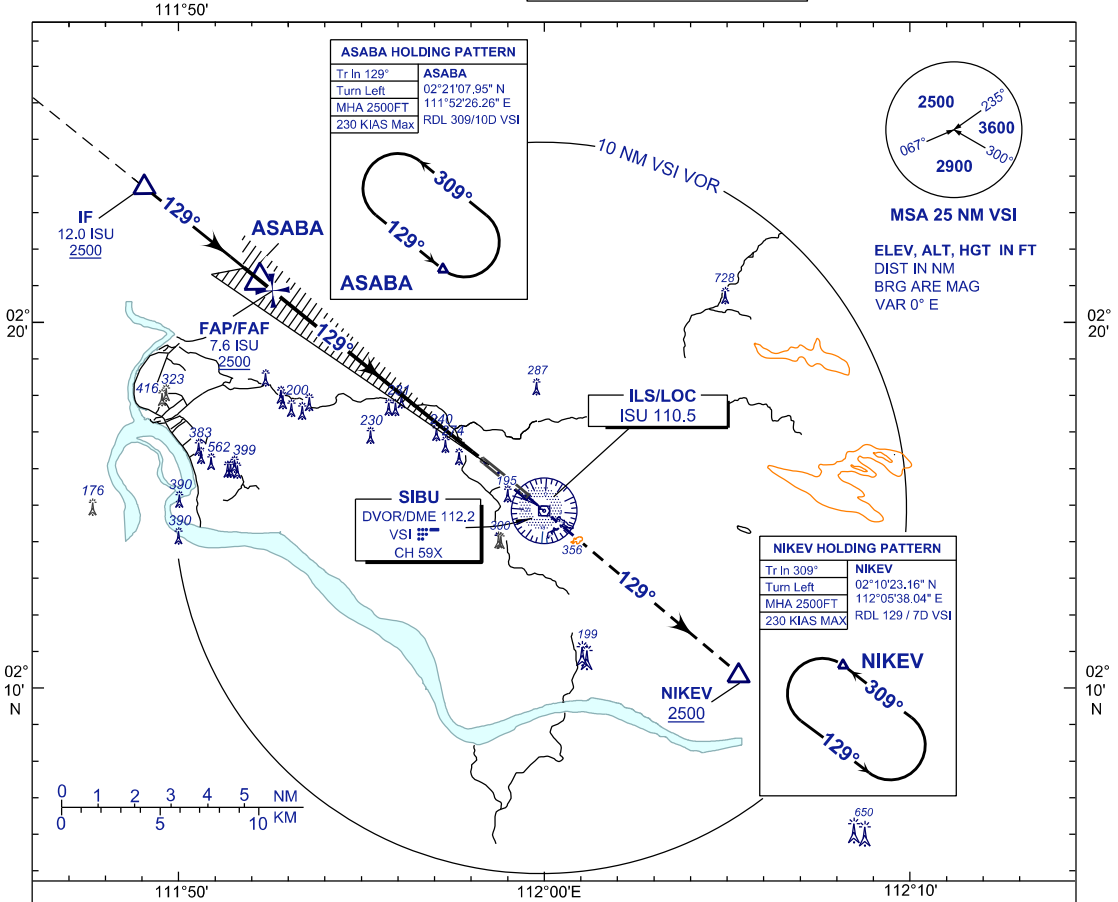 111°50'
ASABA HOLDING PATTERN
Tr In 129°
Turn Left
MHA 2500FT
230 KIAS Max
ASABA
02°21'07.95" N
111°52'26.26" E
RDL 309/10D VSI
309°
129°
ASABA
10 NM VSI VOR
2500
235°
3600
067°
300°
2900
MSA 25 NM VSI
ELEV, ALT, HGT IN FT
DIST IN NM
BRG ARE MAG
VAR 0° E
129°
IF
12.0 ISU
2500
ASABA
728
02°
20'
02°
20'
FAP/FAF
7.6 ISU
2500
129°
287
323
416
200
ILS/LOC
ISU 110.5
230
240
383
562
399
390
176
390
195
SIBU
DVOR/DME 112.2
VSI
CH 59X
300
356
129°
NIKEV HOLDING PATTERN
Tr In 309°
Turn Left
MHA 2500FT
230 KIAS MAX
NIKEV
02°10'23.16" N
112°05'38.04" E
RDL 129 / 7D VSI
NIKEV
309°
129°
199
02°
10'
N
02°
10'
N
NIKEV
2500
0 1 2 3 4 5 NM
0 5 10 KM
650
111°50'
112°00'E
112°10'